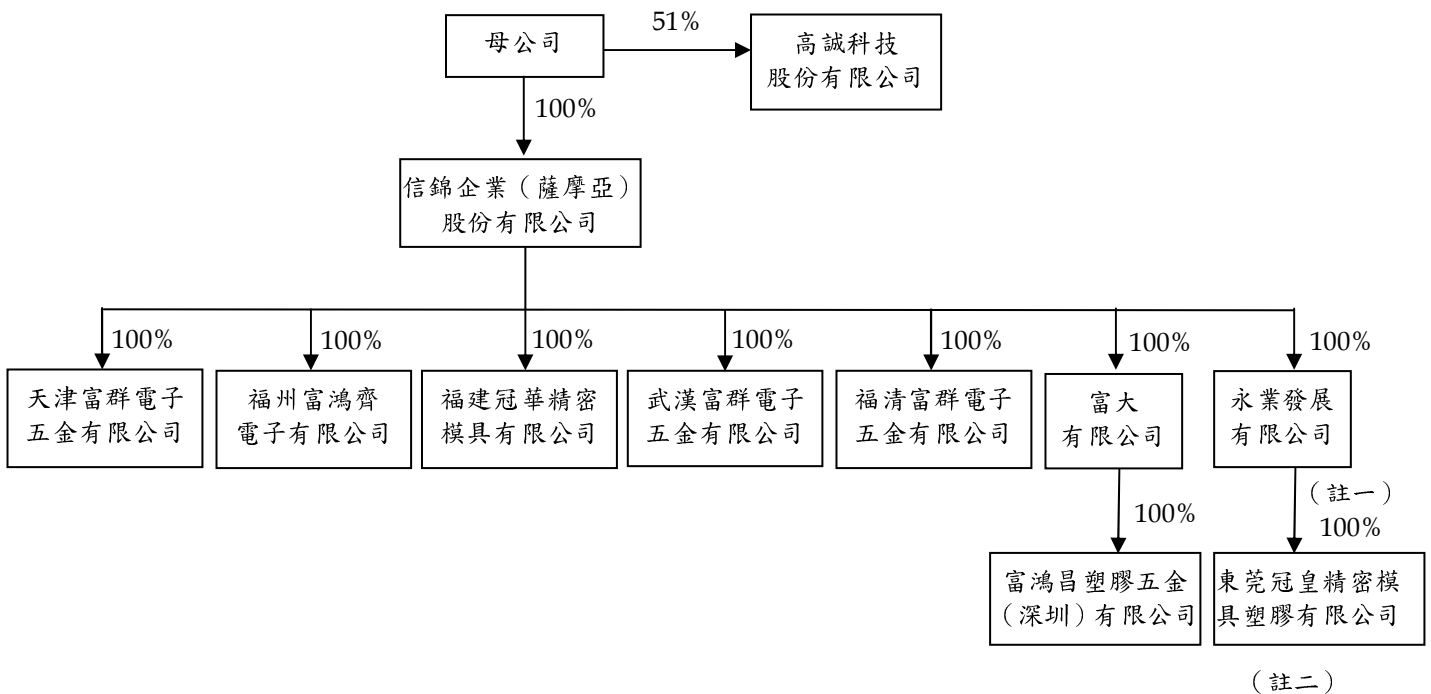 母公司
51%
高誠科技
股份有限公司
100%
信錦企業（薩摩亞）
股份有限公司
100%
100%
100%
100%
100%
100%
100%
天津富群電子
五金有限公司
福州富鴻齊
電子有限公司
福建冠華精密
模具有限公司
武漢富群電子
五金有限公司
福清富群電子
五金有限公司
富大
有限公司
永業發展
有限公司
（註一）
100%
100%
富鴻昌塑膠五金
（深圳）有限公司
東莞冠皇精密模
具塑膠有限公司
（註二）